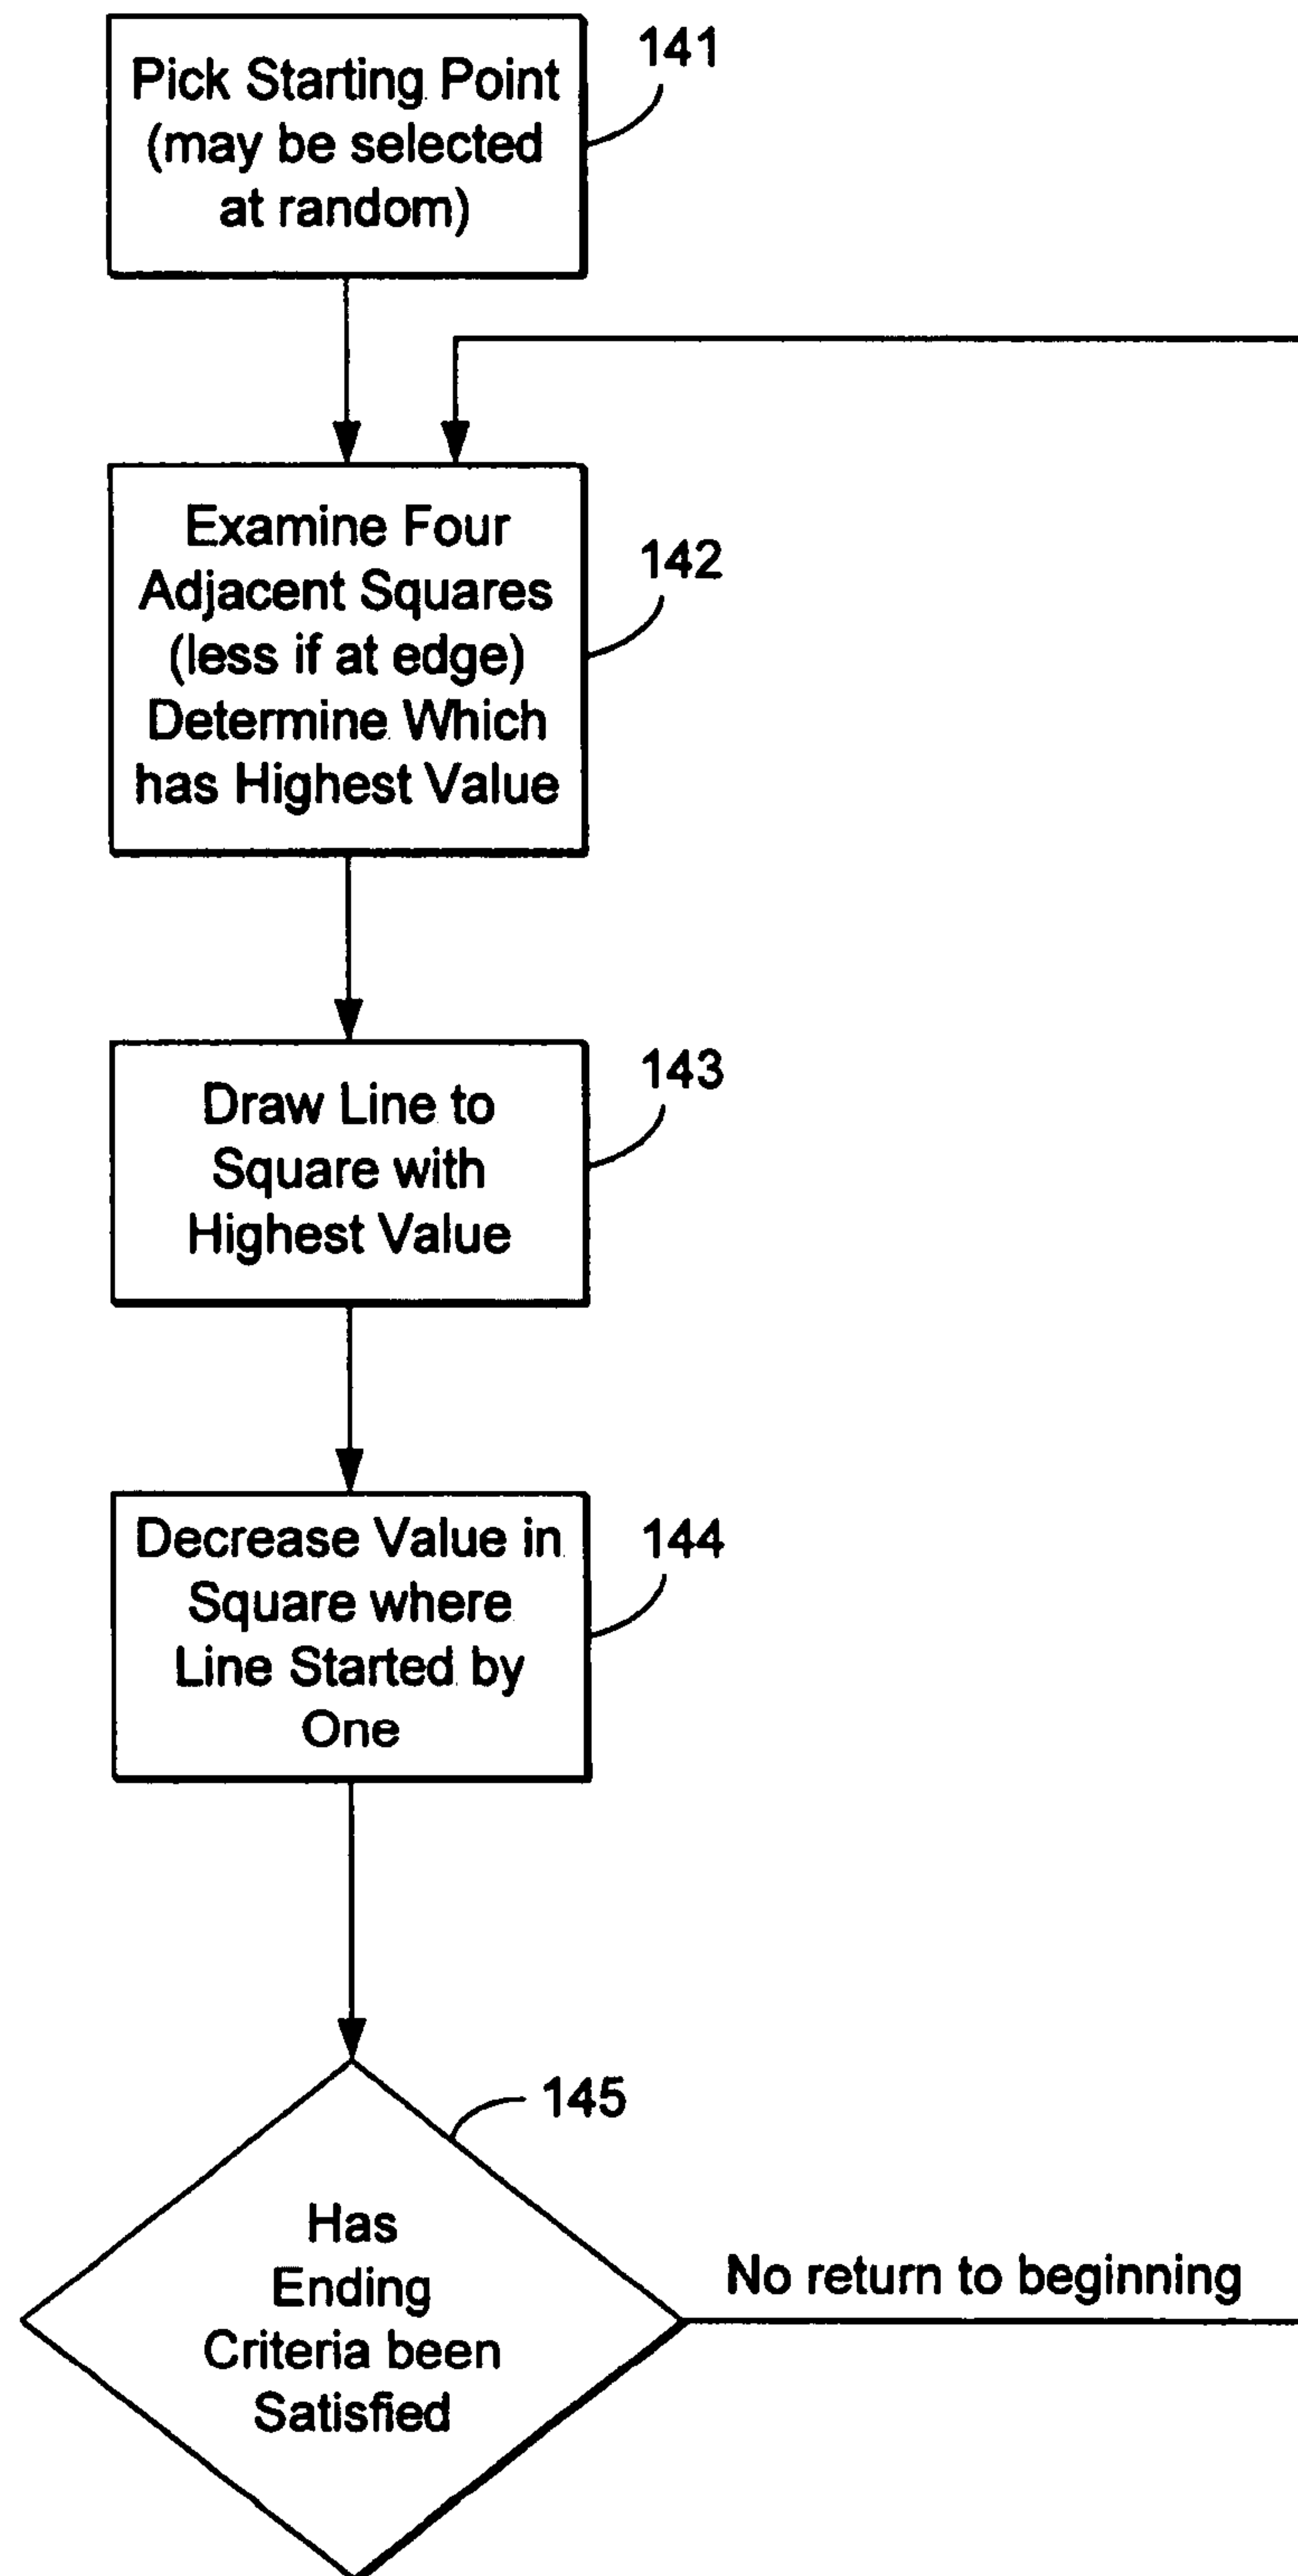 Pick Starting Point
(may be selected
at random)
141
Examine Four
Adjacent Squares
(less if at edge)
Determine Which
has Highest Value
142
Draw Line to
Square with
Highest Value
143
Decrease Value in
Square where
Line Started by
One
144
145
Has
Ending
Criteria been
Satisfied
No return to beginning